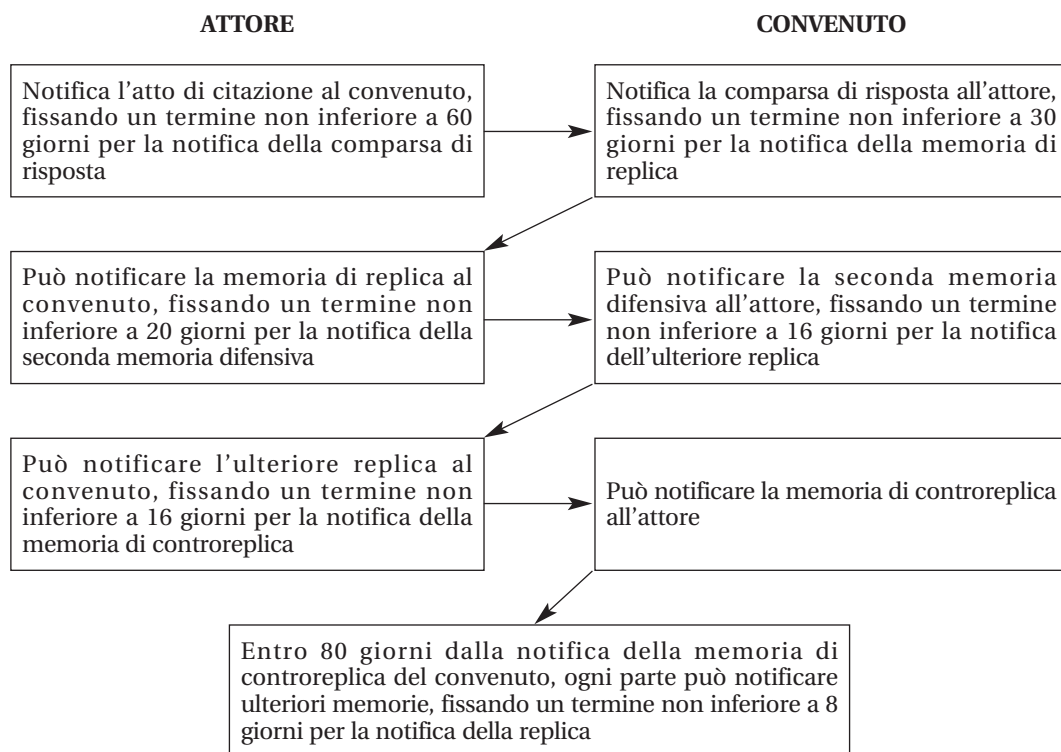 ATTORE
CONVENUTO
Notifica l'atto di citazione al convenuto,
fissando un termine non inferiore a 60
giorni per la notifica della comparsa di
risposta
Notifica la comparsa di risposta all'attore,
fissando un termine non inferiore a 30
giorni per la notifica della memoria di
replica
Può notificare la memoria di replica al
convenuto, fissando un termine non
inferiore a 20 giorni per la notifica della
seconda memoria difensiva
Può notificare la seconda memoria
difensiva all'attore, fissando un termine
non inferiore a 16 giorni per la notifica
dell'ulteriore replica
Può notificare l'ulteriore replica al
convenuto, fissando un termine non
inferiore a 16 giorni per la notifica della
memoria di controreplica
Può notificare la memoria di controreplica
all'attore
Entro 80 giorni dalla notifica della memoria di
controreplica del convenuto, ogni parte può notificare
ulteriori memorie, fissando un termine non inferiore a 8
giorni per la notifica della replica